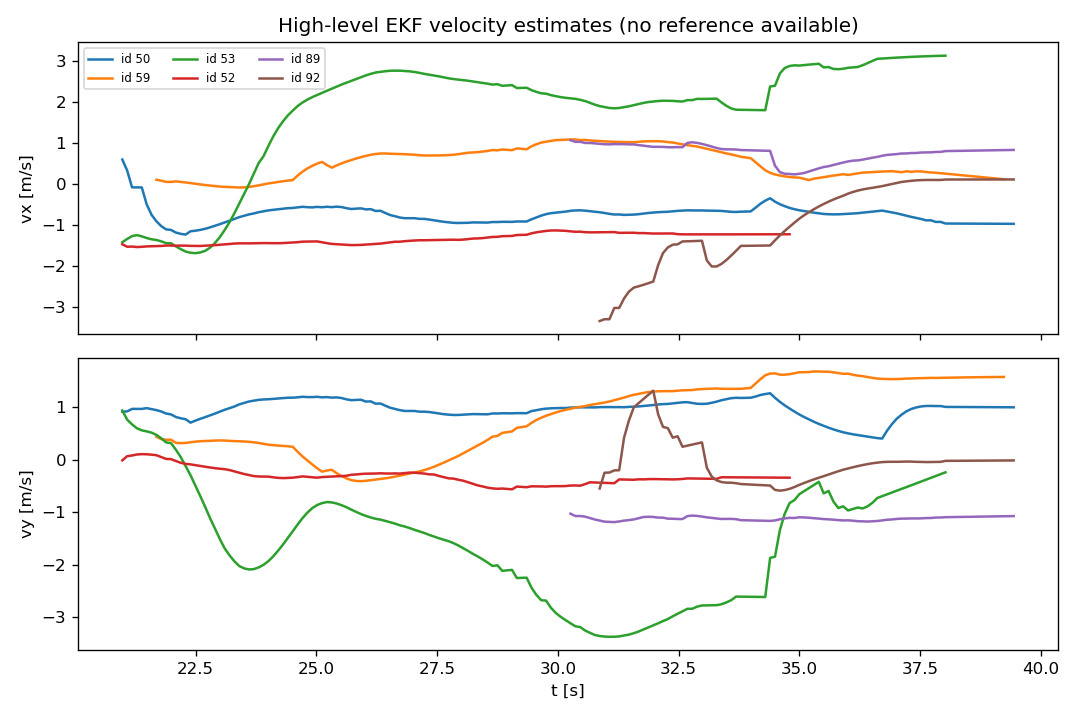 High-level EKF velocity estimates (no reference available)
id 50 id 53 id 89
id 59 id 52 id 92
vx [m/s]
3
2
1
0
−1
−2
−3
vy [m/s]
1
0
−1
−2
−3
22.5 25.0 27.5 30.0 32.5 35.0 37.5 40.0
t [s]